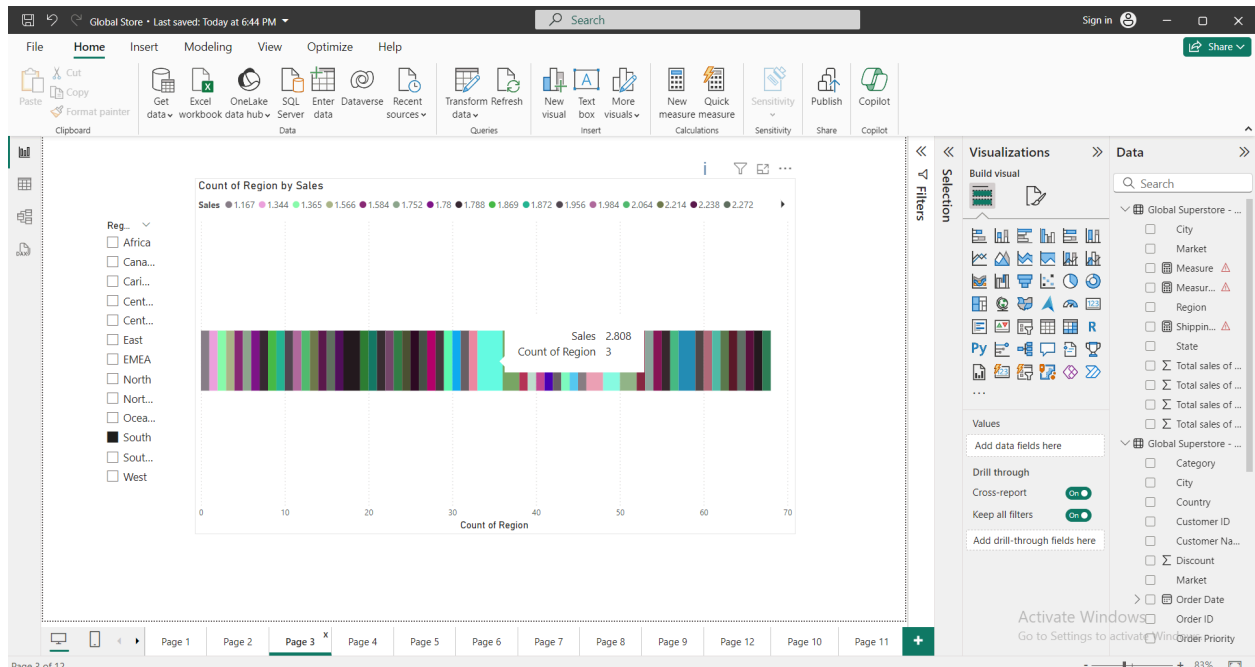 Global Store • Last saved: Today at 6:44 PM
Search
Sign in
File Home Insert Modeling View Optimize Help
Share
Paste
Cut
Copy
Format painter
Clipboard
Get data
Excel workbook
OneLake data hub
SQL Server
Enter data
Dataverse
Recent sources
Data
Transform data
Refresh
Queries
New visual
Text box
More visuals
Insert
New measure
Quick measure
Calculations
Sensitivity
Sensitivity
Publish
Share
Copilot
Copilot
Count of Region by Sales
Sales 1.167 1.344 1.365 1.566 1.584 1.752 1.78 1.788 1.869 1.872 1.956 1.984 2.064 2.214 2.238 2.272
Reg...
Africa
Cana...
Cari...
Cent...
Cent...
East
EMEA
North
Nort...
Ocea...
South
Sout...
West
Sales 2.808
Count of Region 3
0 10 20 30 40 50 60 70
Count of Region
Filters
Selection
Visualizations
Build visual
Values
Add data fields here
Drill through
Cross-report
On
Keep all filters
On
Add drill-through fields here
Data
Search
Global Superstore - ...
City
Market
Measure
Measur...
Region
Shippin...
State
Total sales of ...
Total sales of ...
Total sales of ...
Total sales of ...
Global Superstore - ...
Category
City
Country
Customer ID
Customer Na...
Discount
Market
Order Date
Order ID
Order Priority
Activate Windows
Go to Settings to activate Windows.
Page 1 Page 2 Page 3 Page 4 Page 5 Page 6 Page 7 Page 8 Page 9 Page 12 Page 10 Page 11
Page 3 of 12
83%